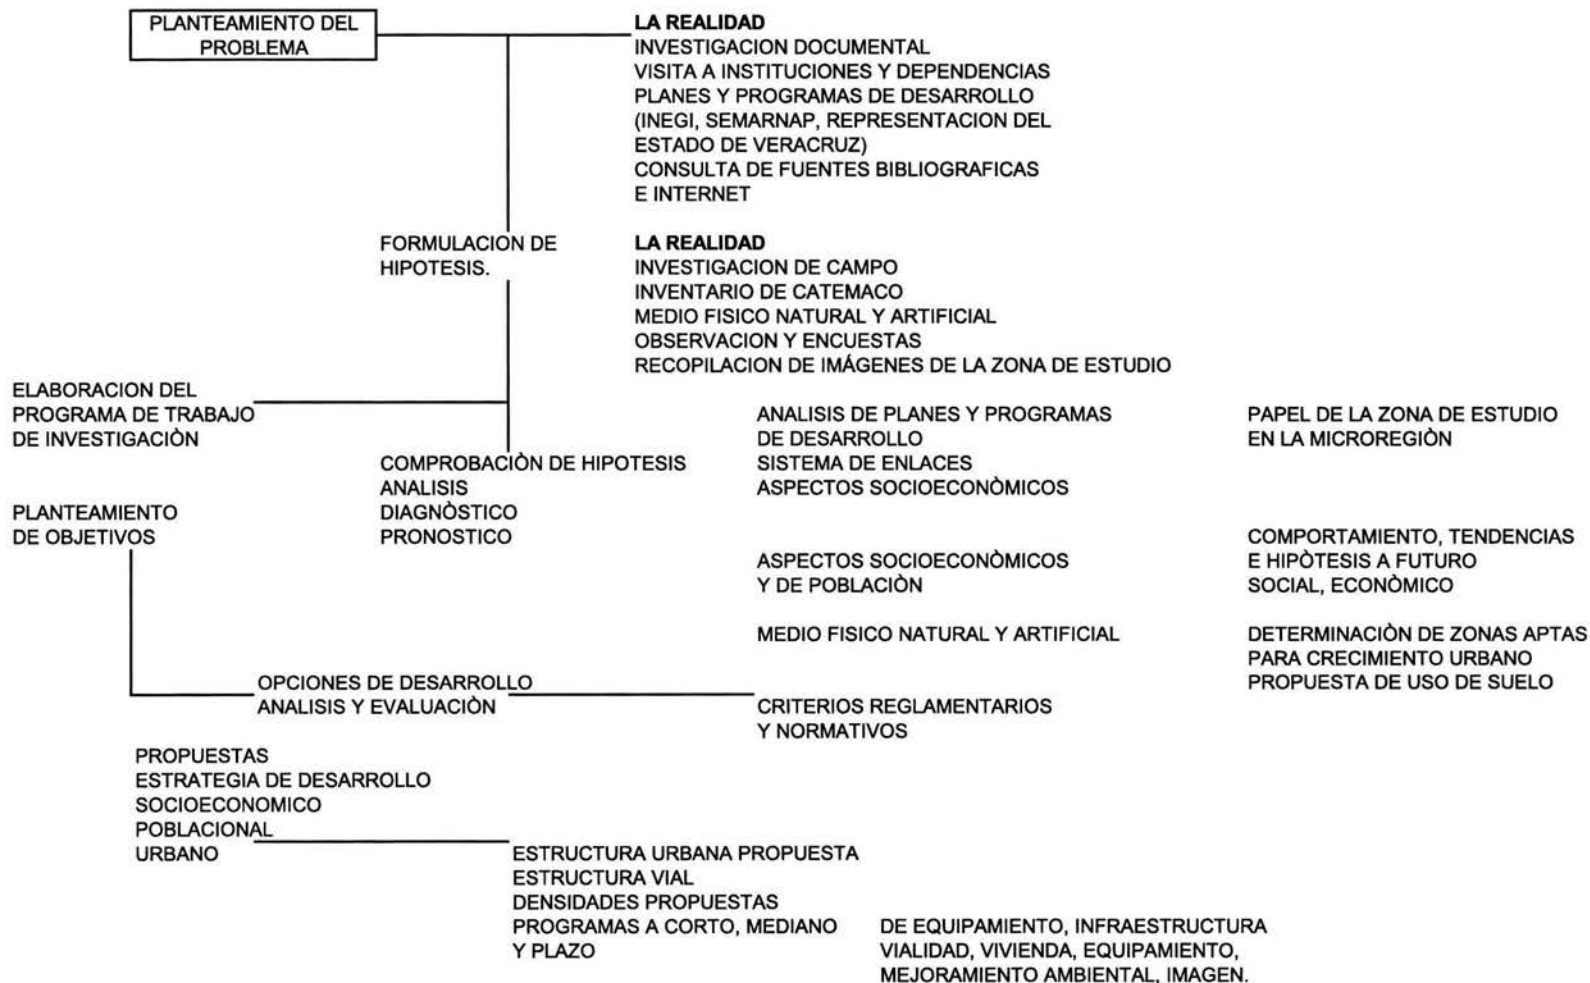 PLANTEAMIENTO DEL
PROBLEMA
LA REALIDAD
INVESTIGACION DOCUMENTAL
VISITA A INSTITUCIONES Y DEPENDENCIAS
PLANES Y PROGRAMAS DE DESARROLLO
(INEGI, SEMARNAP, REPRESENTACION DEL
ESTADO DE VERACRUZ)
CONSULTA DE FUENTES BIBLIOGRAFICAS
E INTERNET
FORMULACION DE
HIPOTESIS.
LA REALIDAD
INVESTIGACION DE CAMPO
INVENTARIO DE CATEMACO
MEDIO FISICO NATURAL Y ARTIFICIAL
OBSERVACION Y ENCUESTAS
RECOPILACION DE IMÁGENES DE LA ZONA DE ESTUDIO
ELABORACION DEL
PROGRAMA DE TRABAJO
DE INVESTIGACIÒN
COMPROBACIÒN DE HIPOTESIS
ANALISIS
DIAGNÒSTICO
PRONOSTICO
ANALISIS DE PLANES Y PROGRAMAS
DE DESARROLLO
SISTEMA DE ENLACES
ASPECTOS SOCIOECONÒMICOS
PAPEL DE LA ZONA DE ESTUDIO
EN LA MICROREGIÒN
PLANTEAMIENTO
DE OBJETIVOS
ASPECTOS SOCIOECONÒMICOS
Y DE POBLACIÒN
COMPORTAMIENTO, TENDENCIAS
E HIPÒTESIS A FUTURO
SOCIAL, ECONÒMICO
MEDIO FISICO NATURAL Y ARTIFICIAL
DETERMINACIÒN DE ZONAS APTAS
PARA CRECIMIENTO URBANO
PROPUESTA DE USO DE SUELO
OPCIONES DE DESARROLLO
ANALISIS Y EVALUACIÒN
CRITERIOS REGLAMENTARIOS
Y NORMATIVOS
PROPUESTAS
ESTRATEGIA DE DESARROLLO
SOCIOECONOMICO
POBLACIONAL
URBANO
ESTRUCTURA URBANA PROPUESTA
ESTRUCTURA VIAL
DENSIDADES PROPUESTAS
PROGRAMAS A CORTO, MEDIANO
Y PLAZO
DE EQUIPAMIENTO, INFRAESTRUCTURA
VIALIDAD, VIVIENDA, EQUIPAMIENTO,
MEJORAMIENTO AMBIENTAL, IMAGEN.